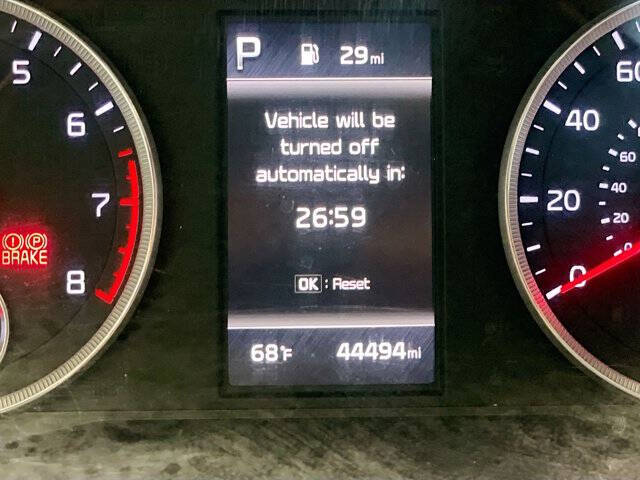 P 29mi
Vehicle will be
turned off
automatically in:
26:59
OK : Reset
68°F 44494mi
5
6
7
8
(!) (P)
BRAKE
60
40
20
0
60
40
20
0